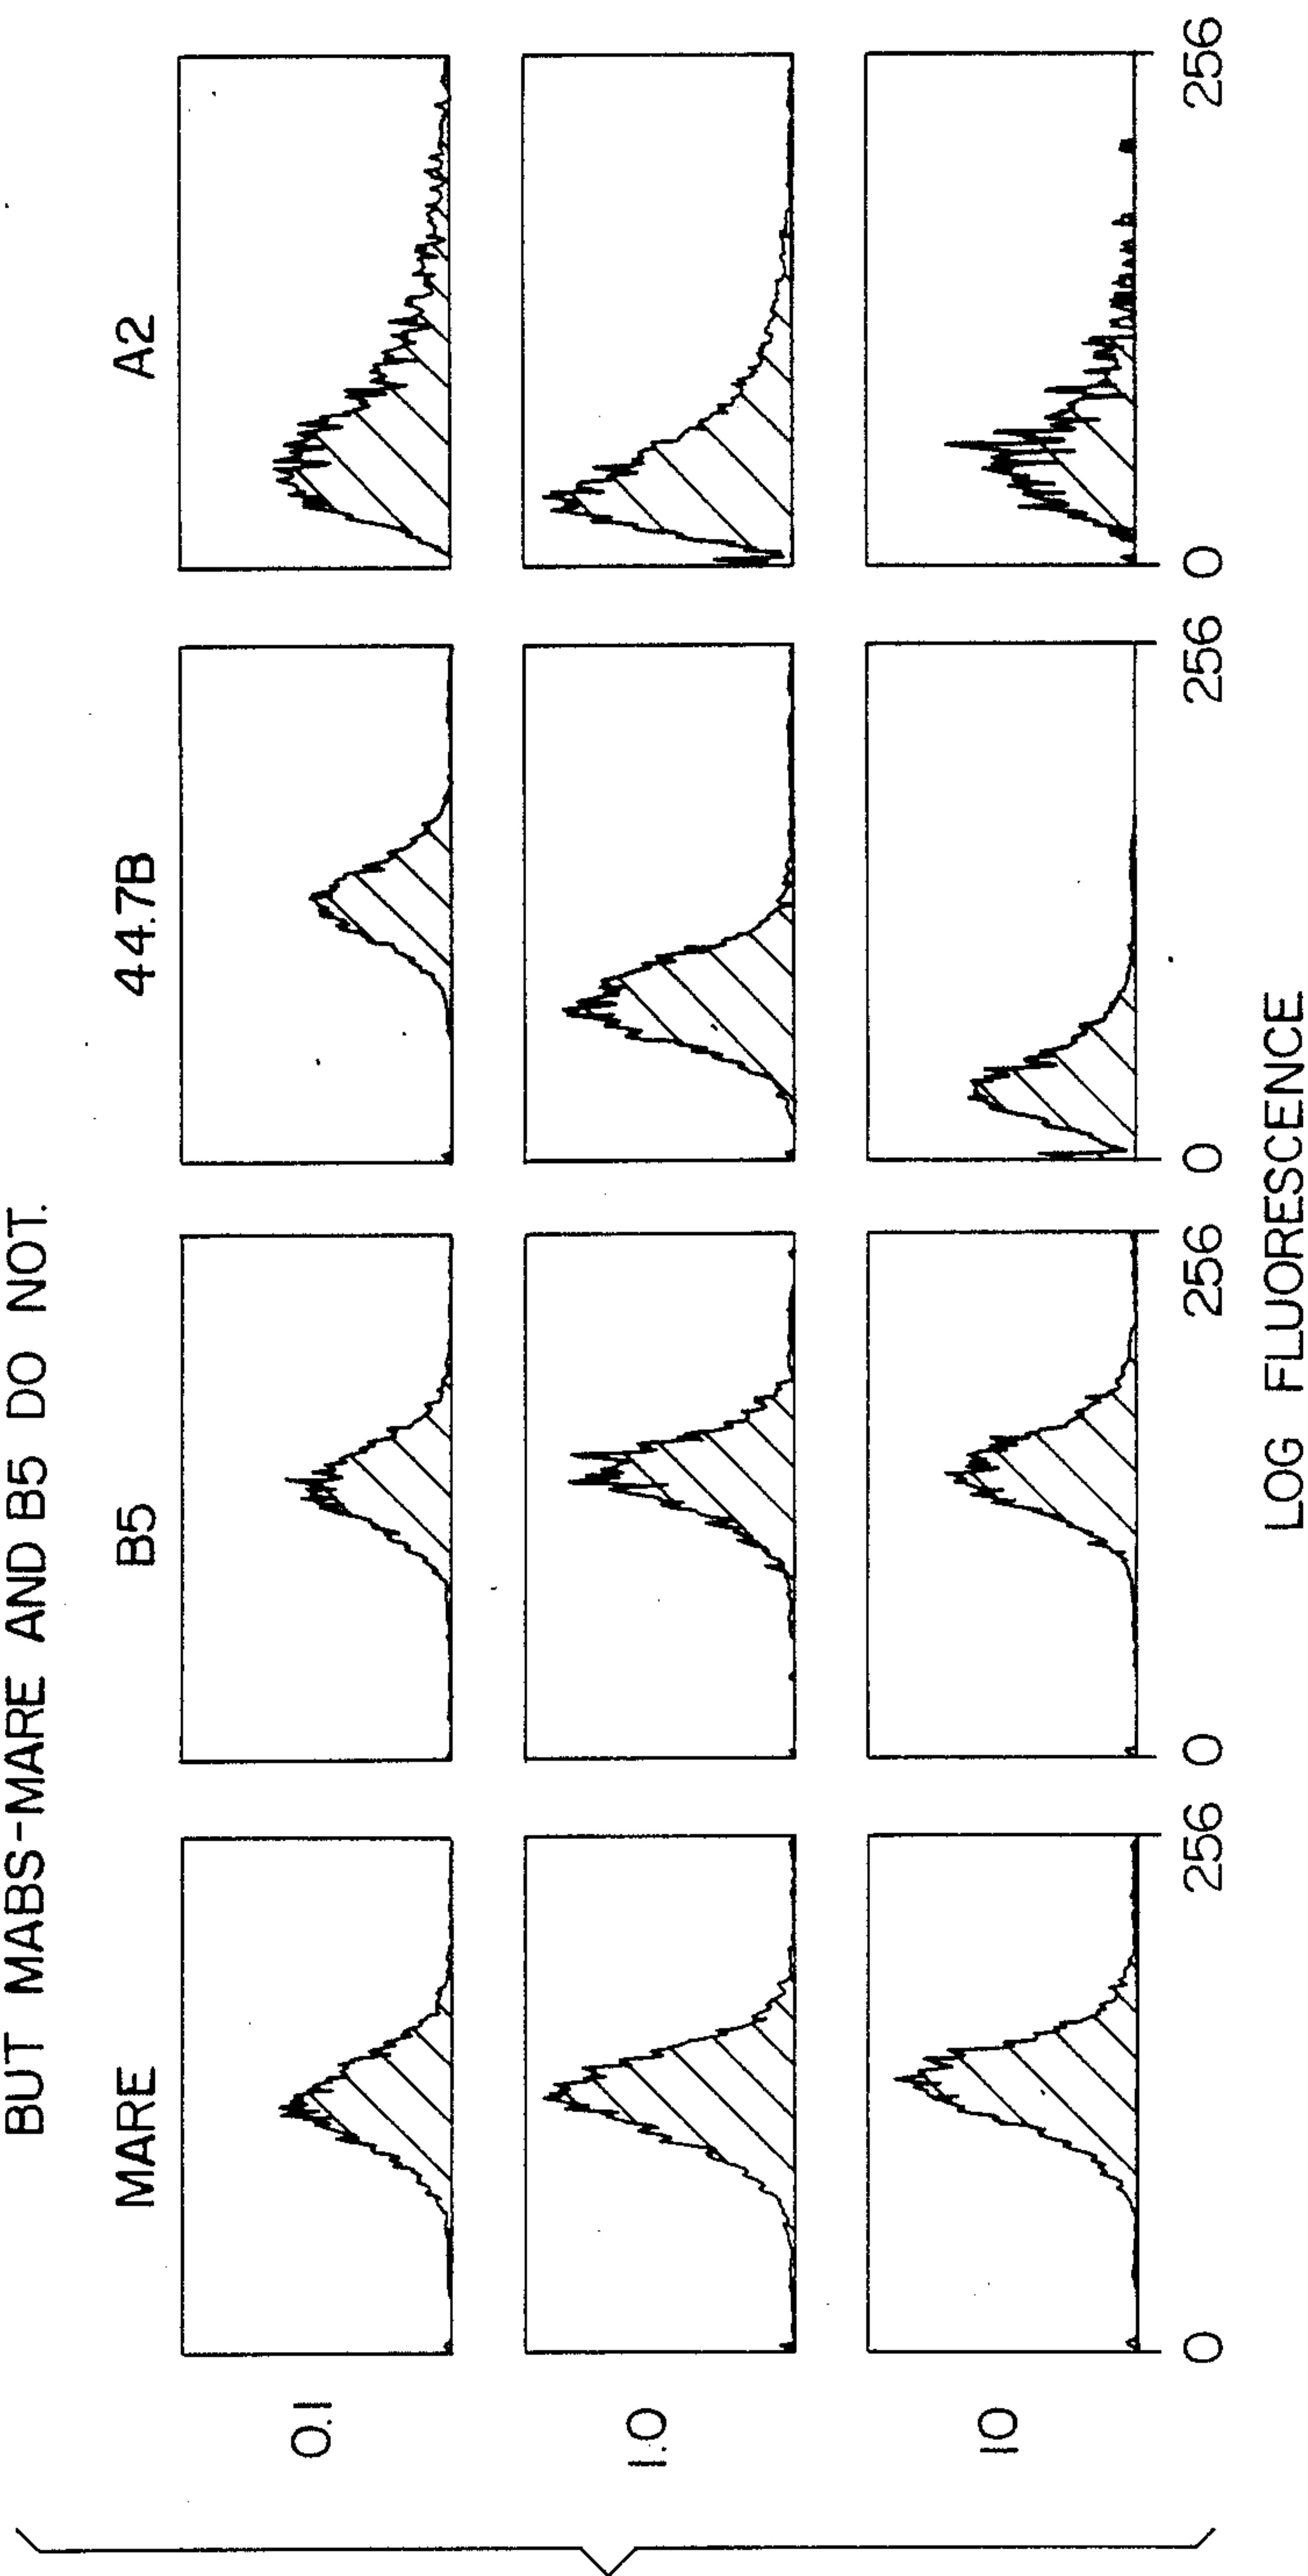 BUT MABS-MARE AND B5 DO NOT.
MARE B5 44.7B A2
0.1
1.0
10
0 256 0 256 0 256 0 256
LOG FLUORESCENCE